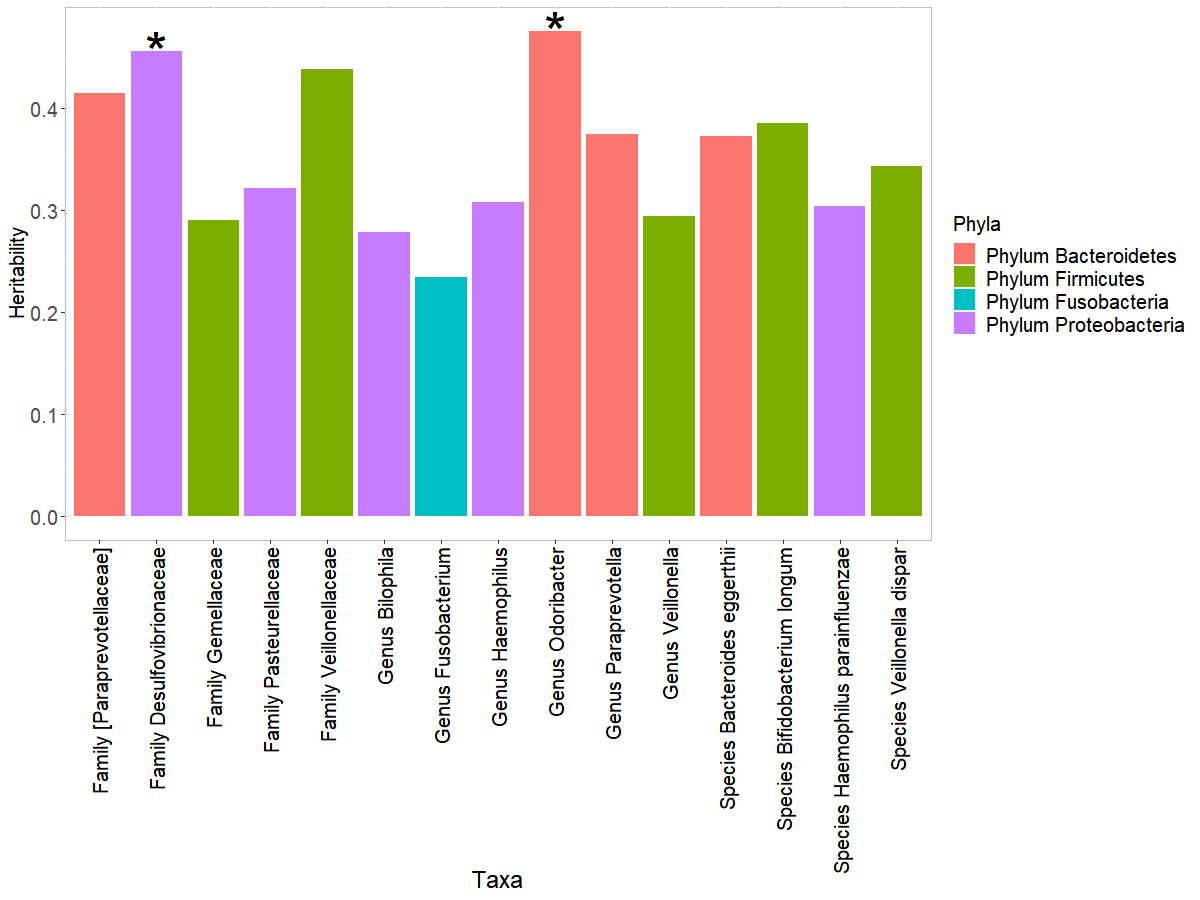 *
*
0.4
0.3
0.2
0.1
0.0
Heritability
Family [Paraprevotellaceae]
Family Desulfovibrionaceae
Family Gemellaceae
Family Pasteurellaceae
Family Veillonellaceae
Genus Bilophila
Genus Fusobacterium
Genus Haemophilus
Genus Odoribacter
Genus Paraprevotella
Genus Veillonella
Species Bacteroides eggerthii
Species Bifidobacterium longum
Species Haemophilus parainfluenzae
Species Veillonella dispar
Taxa
Phyla
Phylum Bacteroidetes
Phylum Firmicutes
Phylum Fusobacteria
Phylum Proteobacteria